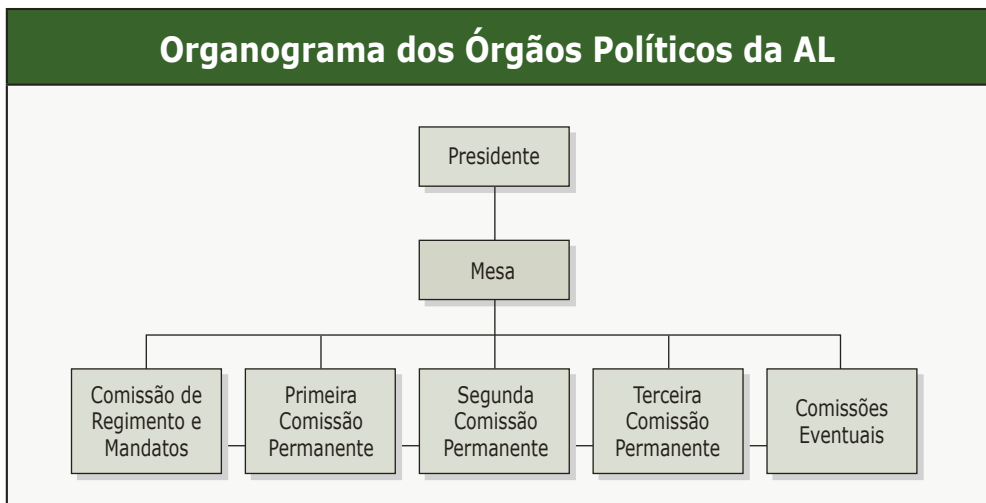 Organograma dos Órgãos Políticos da AL
Presidente
Mesa
Comissão de
Regimento e
Mandatos
Primeira
Comissão
Permanente
Segunda
Comissão
Permanente
Terceira
Comissão
Permanente
Comissões
Eventuais